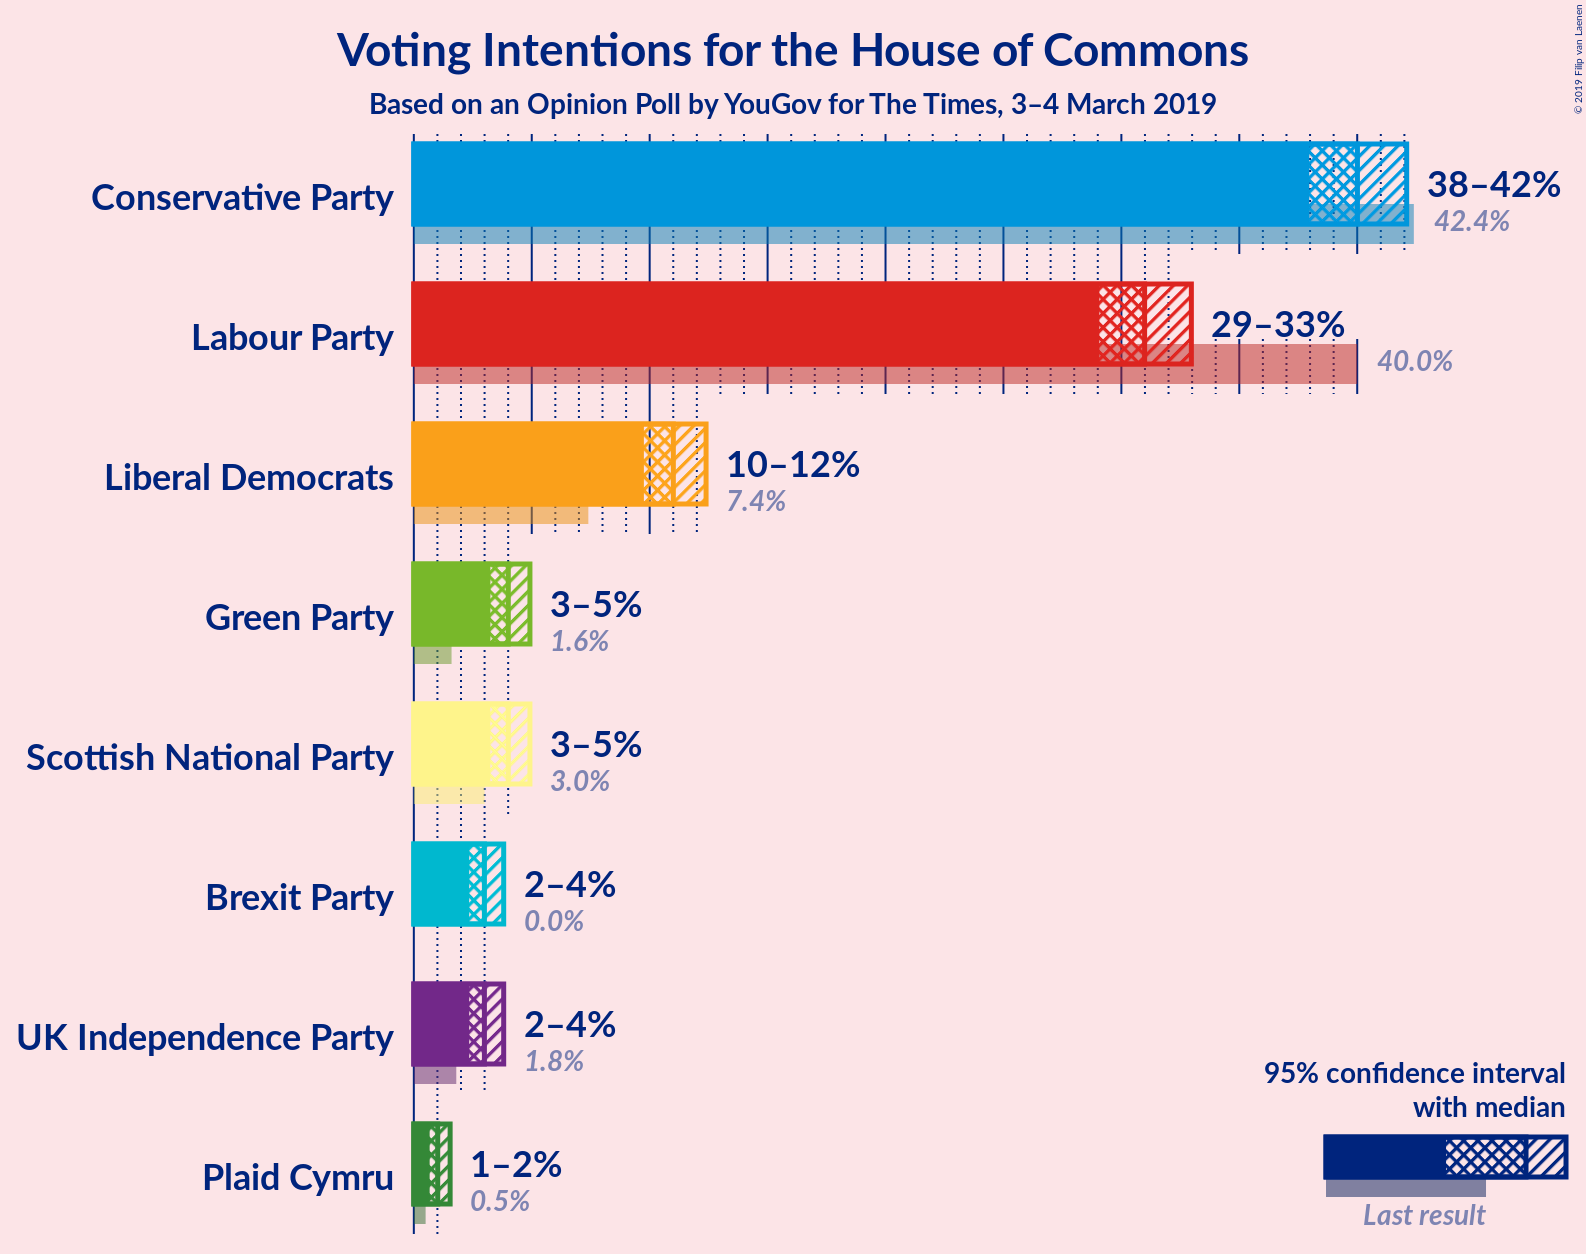 Voting Intentions for the House of Commons
Based on an Opinion Poll by YouGov for The Times, 3–4 March 2019
© 2019 Filip van Laenen
Conservative Party
38–42%
42.4%
Labour Party
29–33%
40.0%
Liberal Democrats
10–12%
7.4%
Green Party
3–5%
1.6%
Scottish National Party
3–5%
3.0%
Brexit Party
2–4%
0.0%
UK Independence Party
2–4%
1.8%
Plaid Cymru
1–2%
0.5%
95% confidence interval
with median
Last result